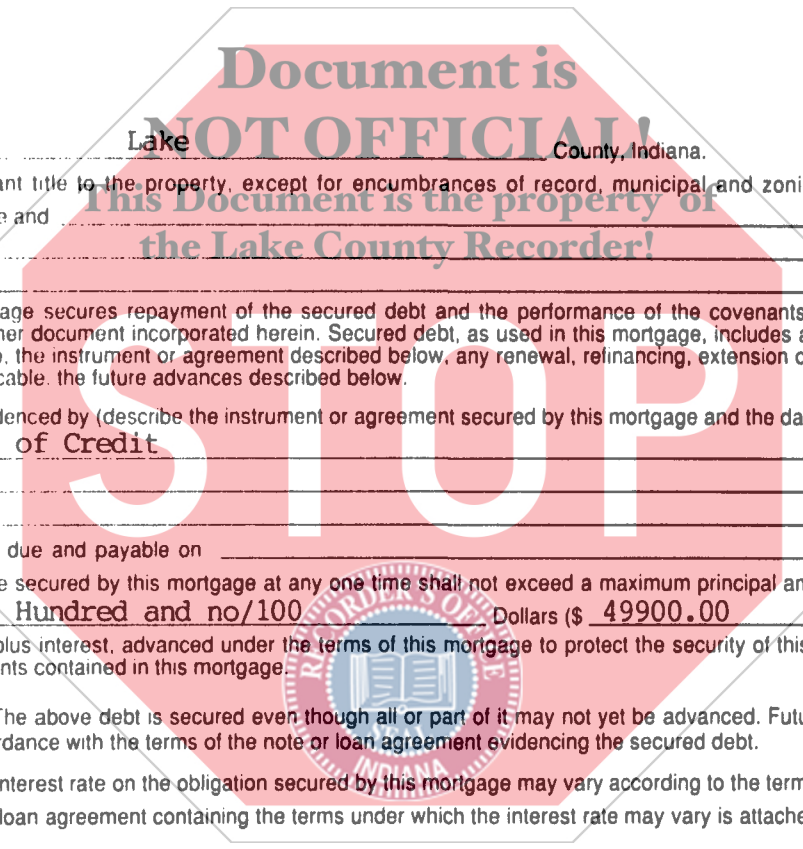 Document is
NOT OFFICIAL!
Lake County, Indiana.
ant title to the property, except for encumbrances of record, municipal and zoni
This Document is the property of
e and
the Lake County Recorder!
age secures repayment of the secured debt and the performance of the covenants
her document incorporated herein. Secured debt, as used in this mortgage, includes a
, the instrument or agreement described below, any renewal, refinancing, extension o
cable. the future advances described below.
denced by (describe the instrument or agreement secured by this mortgage and the da
of Credit
STOP
due and payable on
e secured by this mortgage at any one time shall not exceed a maximum principal am
Hundred and no/100 Dollars ($ 49900.00
plus interest, advanced under the terms of this mortgage to protect the security of this
nts contained in this mortgage.
RECORDER'S OFFICE
SEAL
INDIANA
The above debt is secured even though all or part of it may not yet be advanced. Futu
rdance with the terms of the note or loan agreement evidencing the secured debt.
nterest rate on the obligation secured by this mortgage may vary according to the term
loan agreement containing the terms under which the interest rate may vary is attache